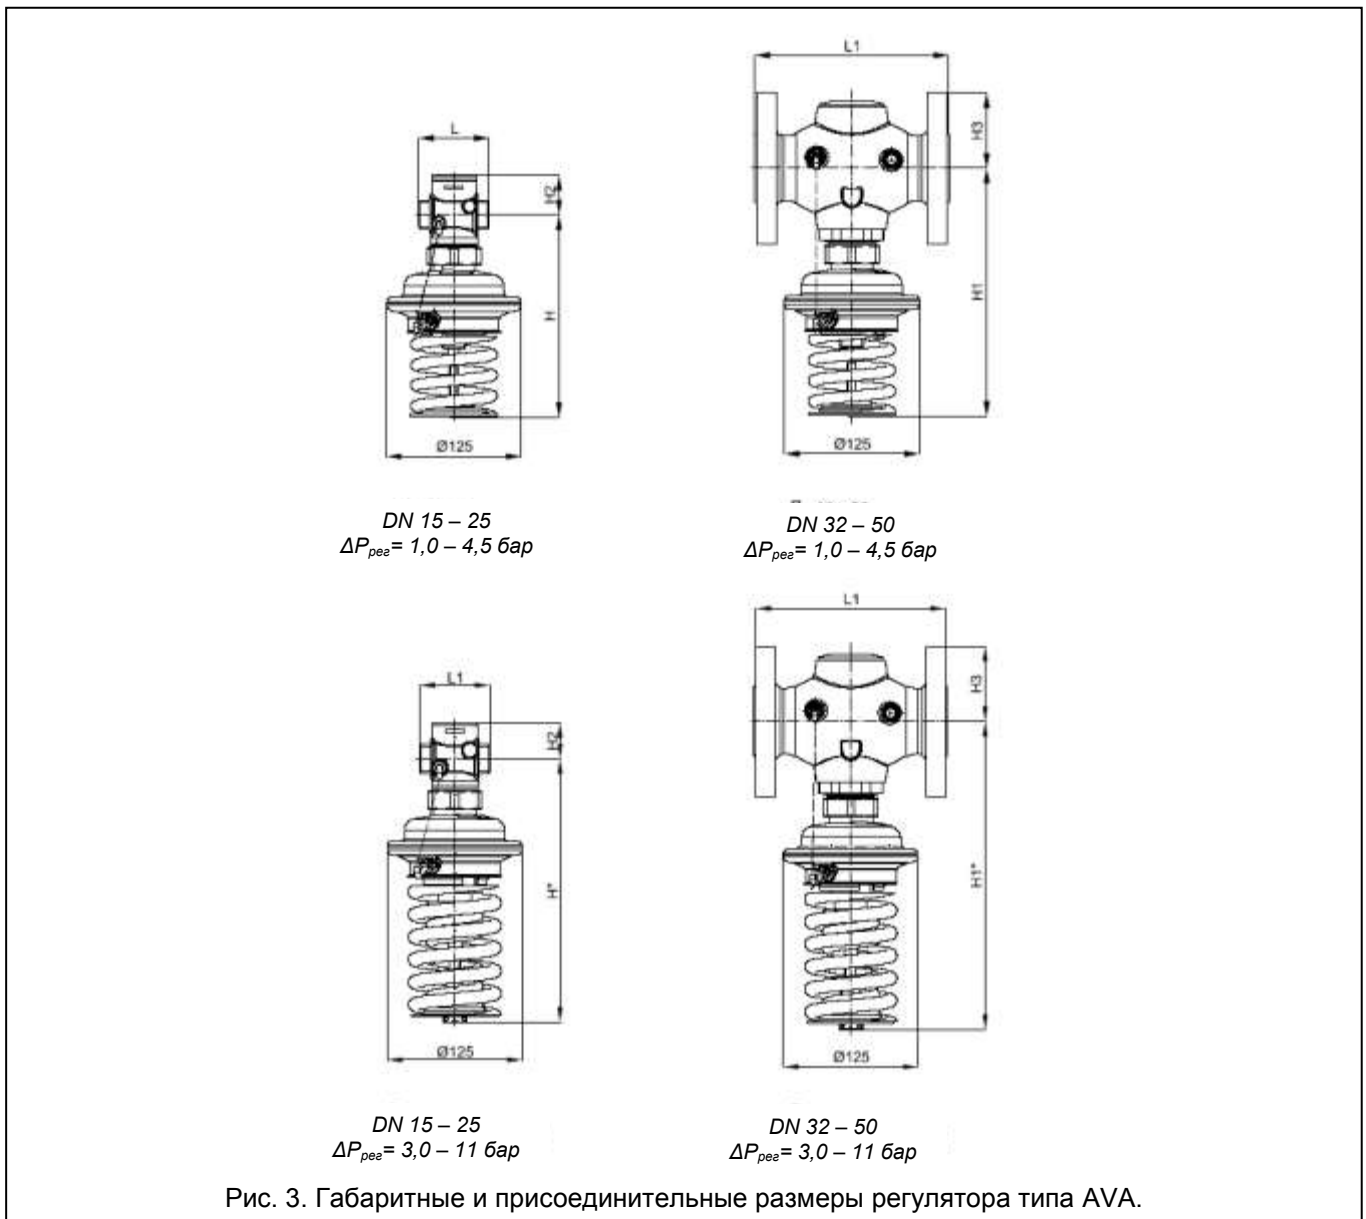 L1
L
H3
H2
H1
H
Ø125
Ø125
DN 15 – 25
ΔPрег= 1,0 – 4,5 бар
DN 32 – 50
ΔPрег= 1,0 – 4,5 бар
L1
L1
H3
H2
H1*
H*
Ø125
Ø125
DN 15 – 25
ΔPрег= 3,0 – 11 бар
DN 32 – 50
ΔPрег= 3,0 – 11 бар
Рис. 3. Габаритные и присоединительные размеры регулятора типа AVA.